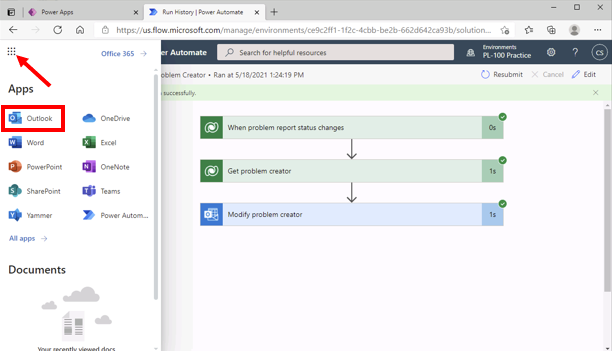 Power Apps
Run History | Power Automate
https://us.flow.microsoft.com/manage/environments/ce9c2ff1-1f2c-4cbb-be2b-662d642ca93b/solution...
Office 365
er Automate
Search for helpful resources
Environments
PL-100 Practice
CS
oblem Creator • Ran at 5/18/2021 1:24:19 PM
Resubmit
Cancel
Edit
successfully.
Apps
Outlook
OneDrive
Word
Excel
PowerPoint
OneNote
SharePoint
Teams
Yammer
Power Autom...
All apps
Documents
Your recently viewed docs
When problem report status changes
0s
Get problem creator
1s
Modify problem creator
1s